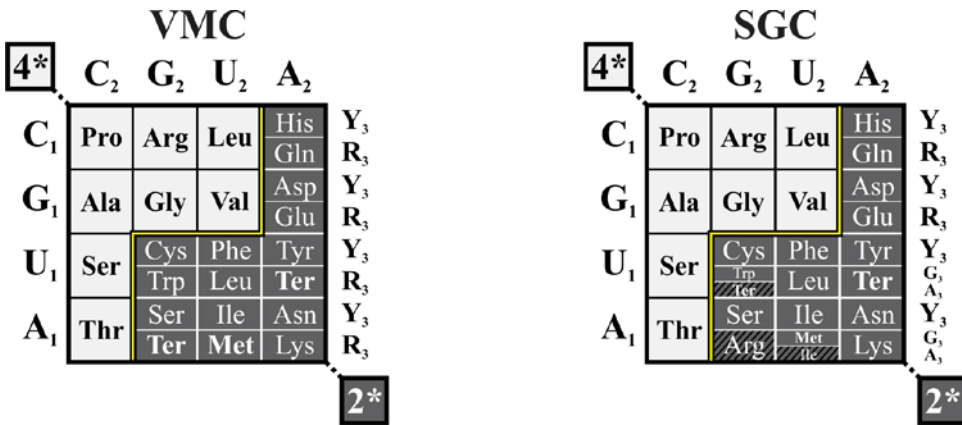 VMC
4*
C₂ G₂ U₂ A₂
C₁ Pro Arg Leu His Y₃
Gln R₃
G₁ Ala Gly Val Asp Y₃
Glu R₃
U₁ Ser Cys Phe Tyr Y₃
Trp Leu Ter R₃
A₁ Thr Ser Ile Asn Y₃
Ter Met Lys R₃
2*
SGC
4*
C₂ G₂ U₂ A₂
C₁ Pro Arg Leu His Y₃
Gln R₃
G₁ Ala Gly Val Asp Y₃
Glu R₃
U₁ Ser Cys Phe Tyr Y₃
Trp Leu Ter G₃
Ter A₃
A₁ Thr Ser Ile Asn Y₃
Arg Met Lys G₃
Ile A₃
2*